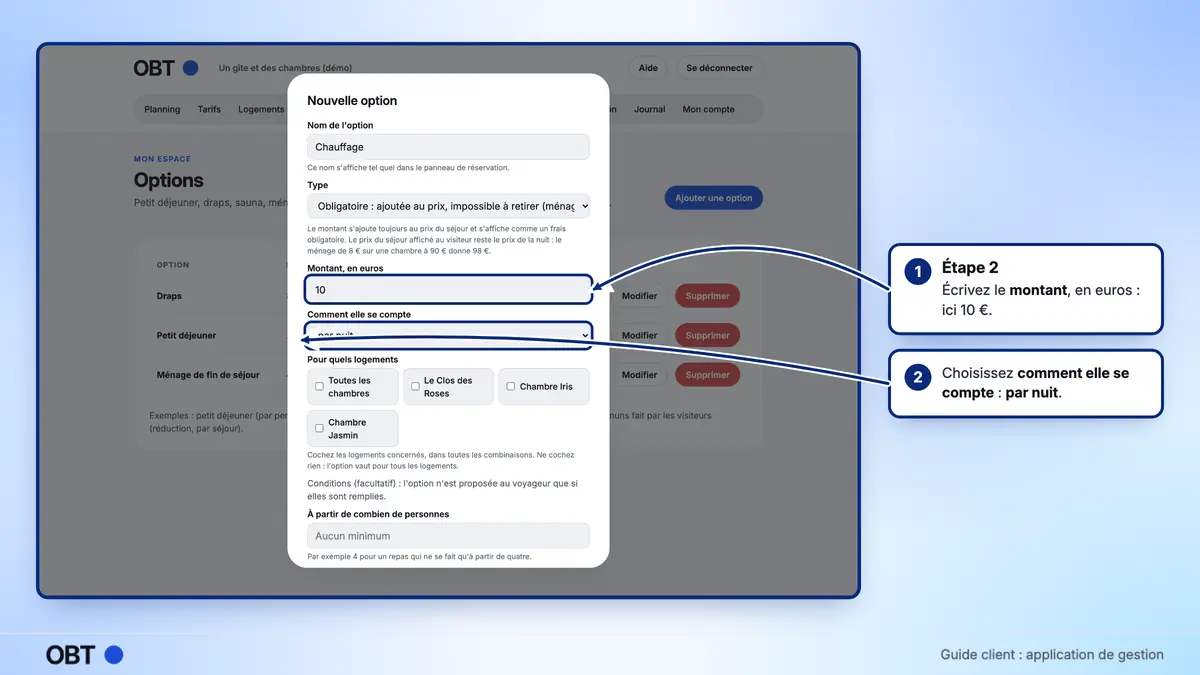 OBT
Un gîte et des chambres (démo)
Aide
Se déconnecter
Planning
Tarifs
Logements
Journal
Mon compte
MON ESPACE
Options
Petit déjeuner, draps, sauna,
Ajouter une option
OPTION
Draps
Modifier
Supprimer
Petit déjeuner
Modifier
Supprimer
Ménage de fin de séjour
Modifier
Supprimer
Exemples : petit déjeuner (par
fait par les visiteurs
(réduction, par séjour).
Nouvelle option
Nom de l'option
Chauffage
Ce nom s'affiche tel quel dans le panneau de réservation.
Type
Obligatoire : ajoutée au prix, impossible à retirer
Le montant s'ajoute toujours au prix du séjour et s'affiche comme un frais
obligatoire. Le prix du séjour affiché au visiteur reste le prix de la nuit : le
ménage de 8 € sur une chambre à 90 € donne 98 €.
Montant, en euros
10
Comment elle se compte
par nuit
Pour quels logements
Toutes les
chambres
Le Clos des
Roses
Chambre Iris
Chambre
Jasmin
Cochez les logements concernés, dans toutes les combinaisons. Ne cochez
rien : l'option vaut pour tous les logements.
Conditions (facultatif) : l'option n'est proposée au voyageur que si
elles sont remplies.
À partir de combien de personnes
Aucun minimum
Par exemple 4 pour un repas qui ne se fait qu'à partir de quatre.
1
Étape 2
Écrivez le montant, en euros :
ici 10 €.
2
Choisissez comment elle se
compte : par nuit.
OBT
Guide client : application de gestion